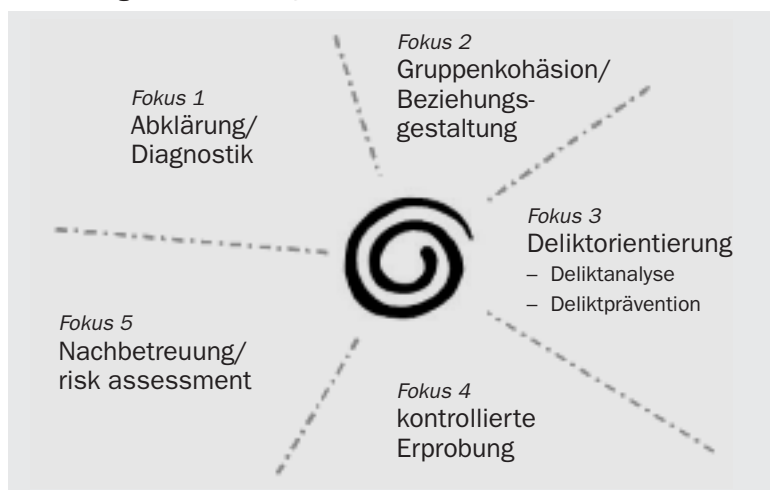 Fokus 1
Abklärung/
Diagnostik
Fokus 2
Gruppenkohäsion/
Beziehungs-
gestaltung
Fokus 3
Deliktorientierung
– Deliktanalyse
– Deliktprävention
Fokus 4
kontrollierte
Erprobung
Fokus 5
Nachbetreuung/
risk assessment